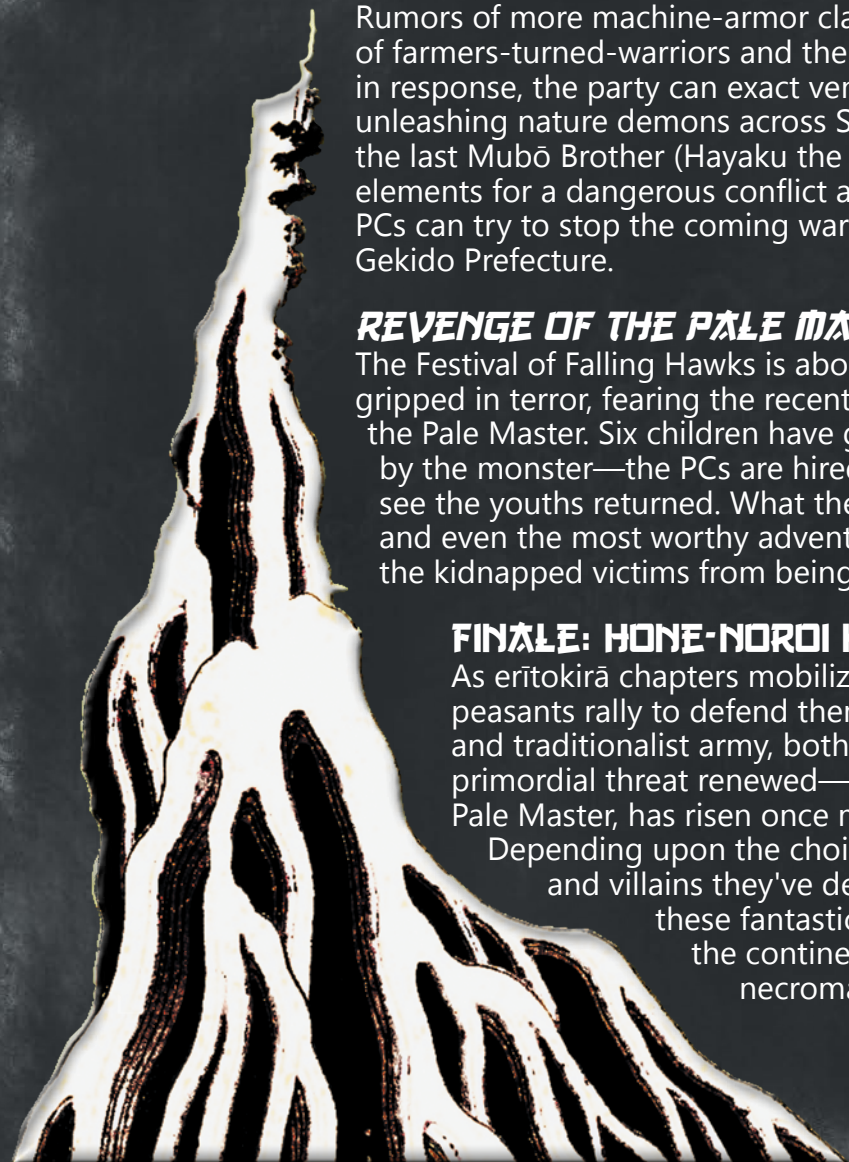 Rumors of more machine-armor cla
of farmers-turned-warriors and the
in response, the party can exact ver
unleashing nature demons across S
the last Mubō Brother (Hayaku the
elements for a dangerous conflict a
PCs can try to stop the coming war
Gekido Prefecture.
REVENGE OF THE PALE MA
The Festival of Falling Hawks is abo
gripped in terror, fearing the recent
the Pale Master. Six children have g
by the monster—the PCs are hired
see the youths returned. What the
and even the most worthy advent
the kidnapped victims from being
FINALE: HONE-NOROI
As erītokirā chapters mobiliz
peasants rally to defend ther
and traditionalist army, both
primordial threat renewed—
Pale Master, has risen once
Depending upon the choi
and villains they've de
these fantastic
the contine
necroma